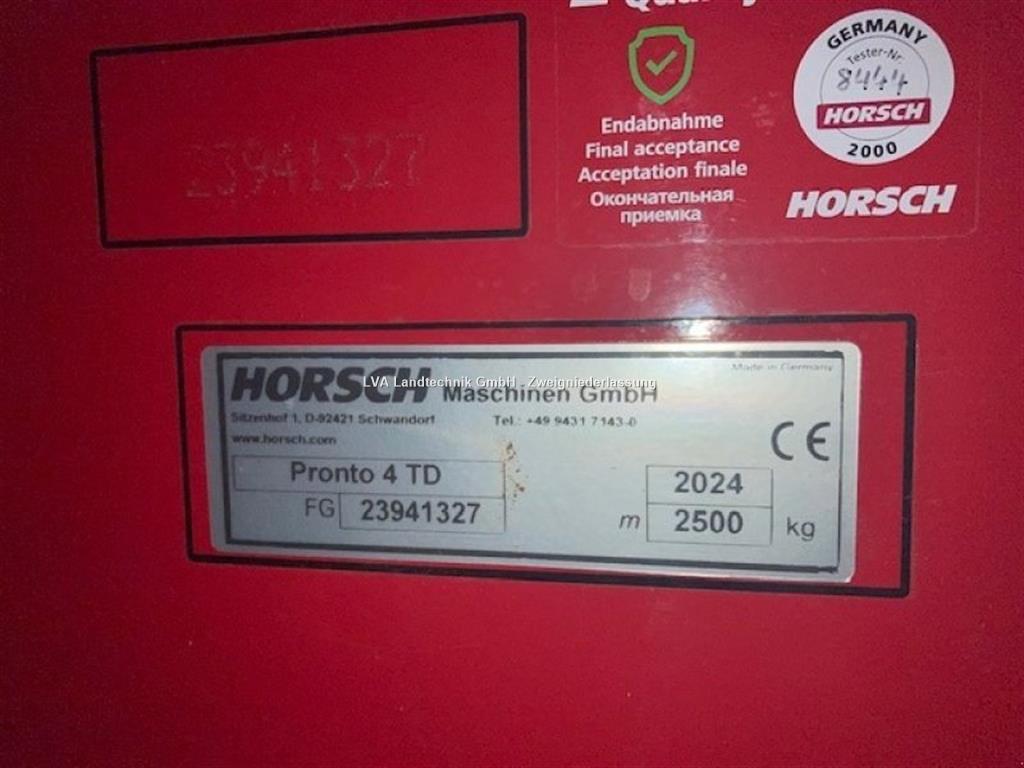 Quality
Endabnahme
Final acceptance
Acceptation finale
Окончательная
приемка
GERMANY
Tester-Nr.
8444
HORSCH
2000
HORSCH
23941327
LVA Landtechnik GmbH - Zweigniederlassung
Made in Germany
HORSCH Maschinen GmbH
Sitzenhof 1, D-92421 Schwandorf Tel.: +49 9431 7143-0
www.horsch.com
CE
Pronto 4 TD
2024
FG 23941327
m 2500 kg